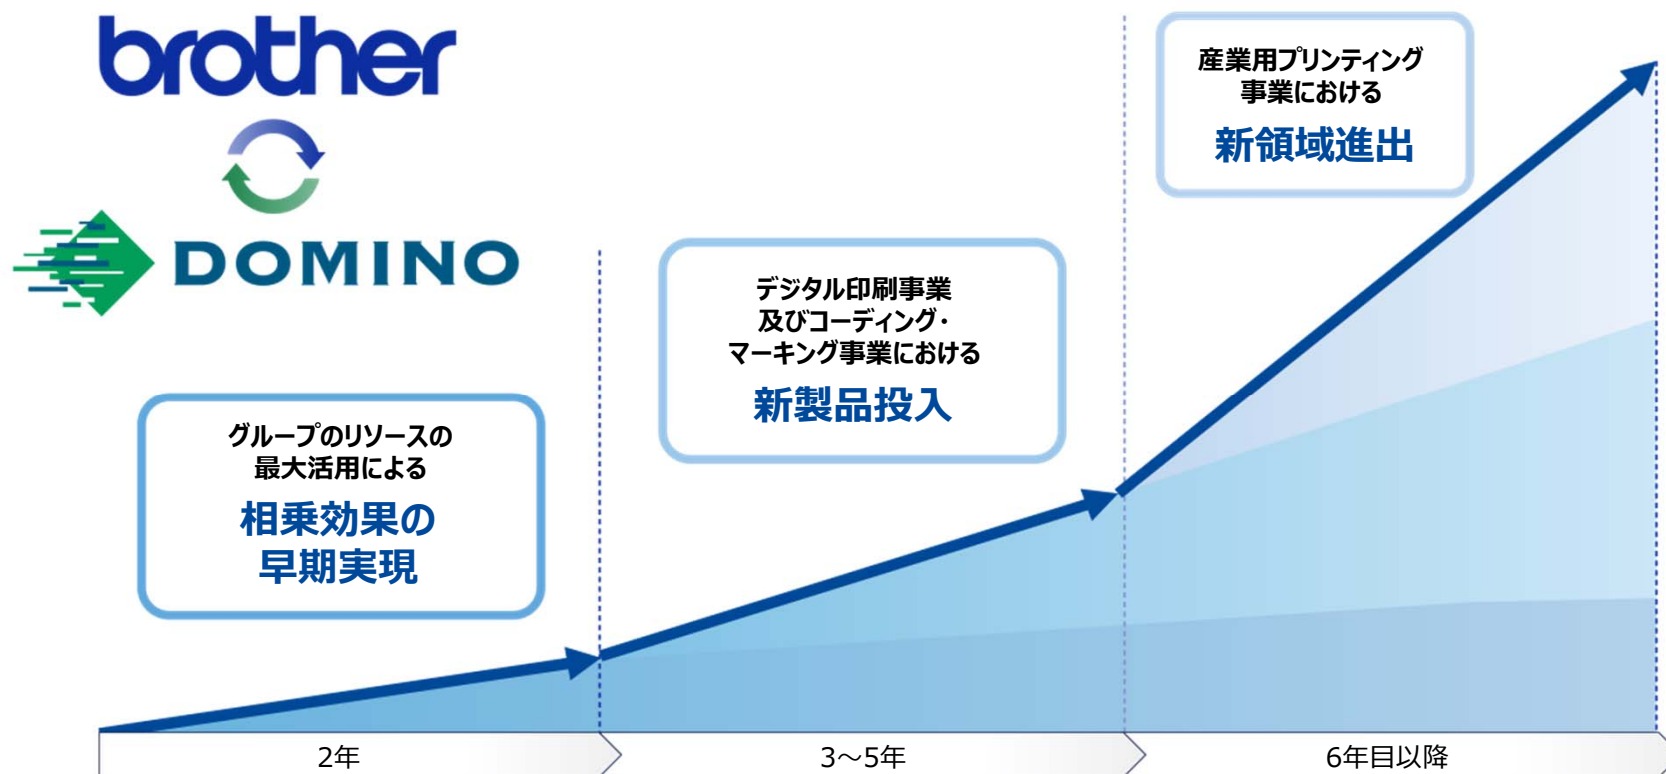 brother
DOMINO
グループのリソースの
最大活用による
相乗効果の
早期実現
デジタル印刷事業
及びコーディング・
マーキング事業における
新製品投入
産業用プリンティング
事業における
新領域進出
2年
3～5年
6年目以降